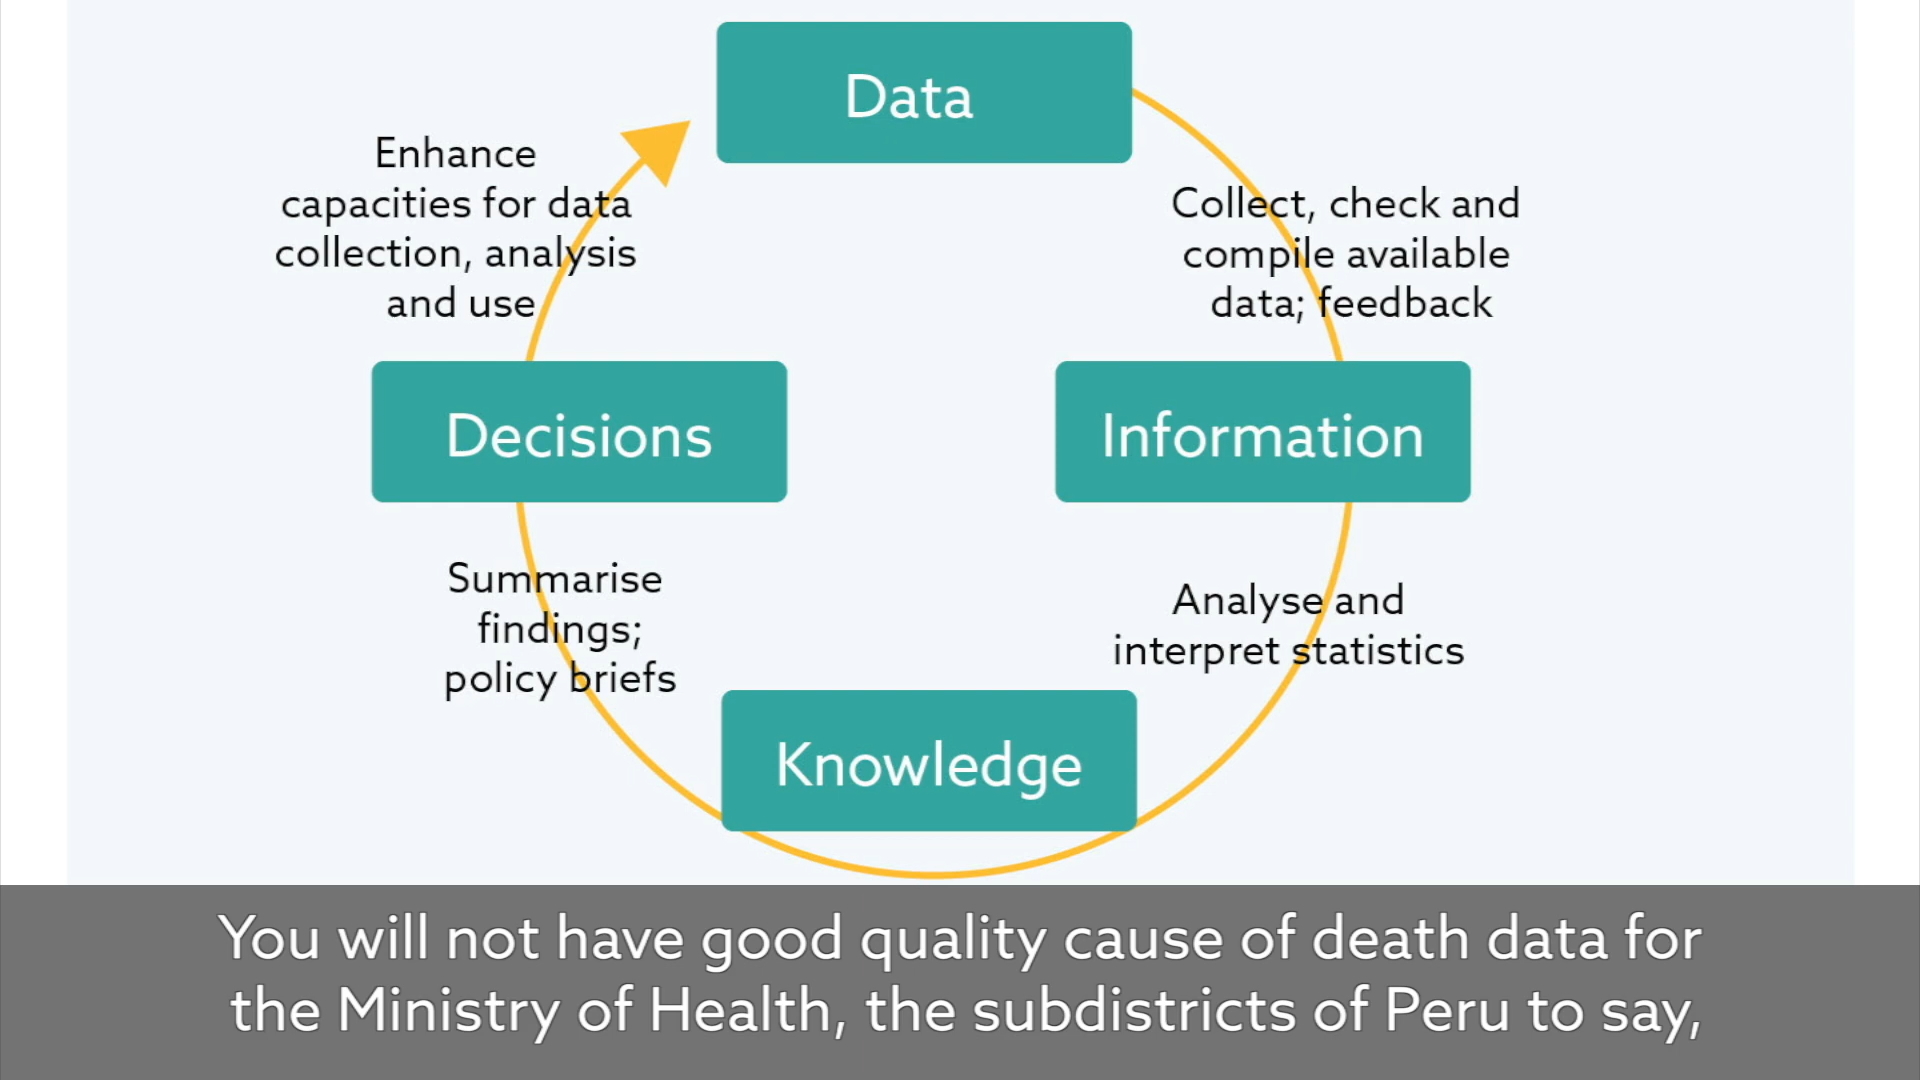 Data
Enhance
capacities for data
collection, analysis
and use
Collect, check and
compile available
data; feedback
Decisions
Information
Summarise
findings;
policy briefs
Analyse and
interpret statistics
Knowledge
You will not have good quality cause of death data for
the Ministry of Health, the subdistricts of Peru to say,